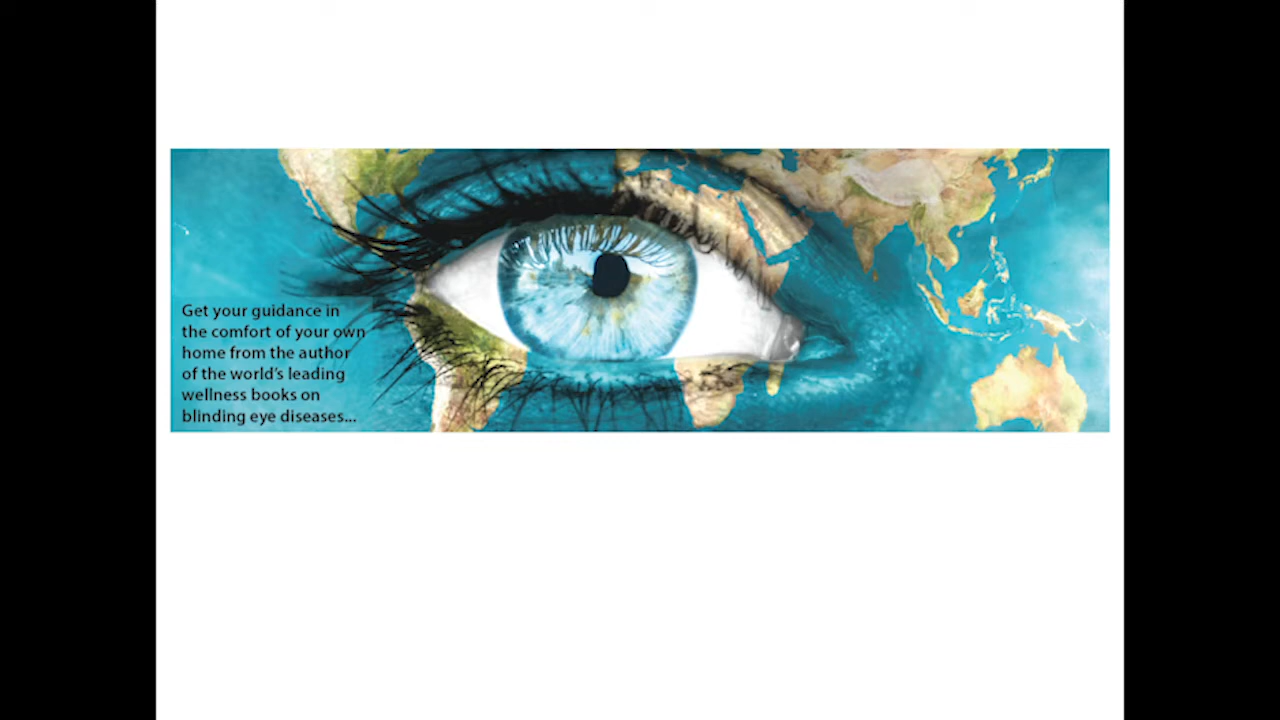 Get your guidance in
the comfort of your own
home from the author
of the world's leading
wellness books on
blinding eye diseases...